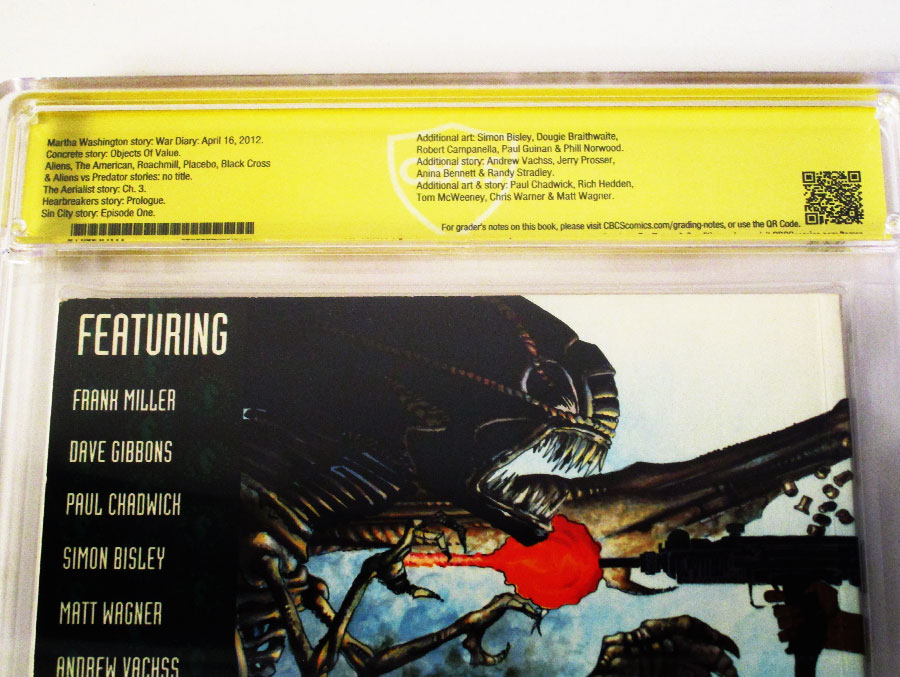 Martha Washington story: War Diary: April 16, 2012.
Concrete story: Objects Of Value.
Aliens, The American, Roachmill, Placebo, Black Cross
& Aliens vs Predator stories: no title.
The Aerialist story: Ch. 3.
Heartbreakers story: Prologue.
Sin City story: Episode One.
Additional art: Simon Bisley, Dougie Braithwaite,
Robert Campanella, Paul Guinan & Phill Norwood.
Additional story: Andrew Vachss, Jerry Prosser,
Anina Bennett & Randy Stradley.
Additional art & story: Paul Chadwick, Rich Hedden,
Tom McWeeney, Chris Warner & Matt Wagner.
For grader's notes on this book, please visit CBCScomics.com/grading-notes, or use the QR Code.
FEATURING
FRANK MILLER
DAVE GIBBONS
PAUL CHADWICK
SIMON BISLEY
MATT WAGNER
ANDREW VACHSS